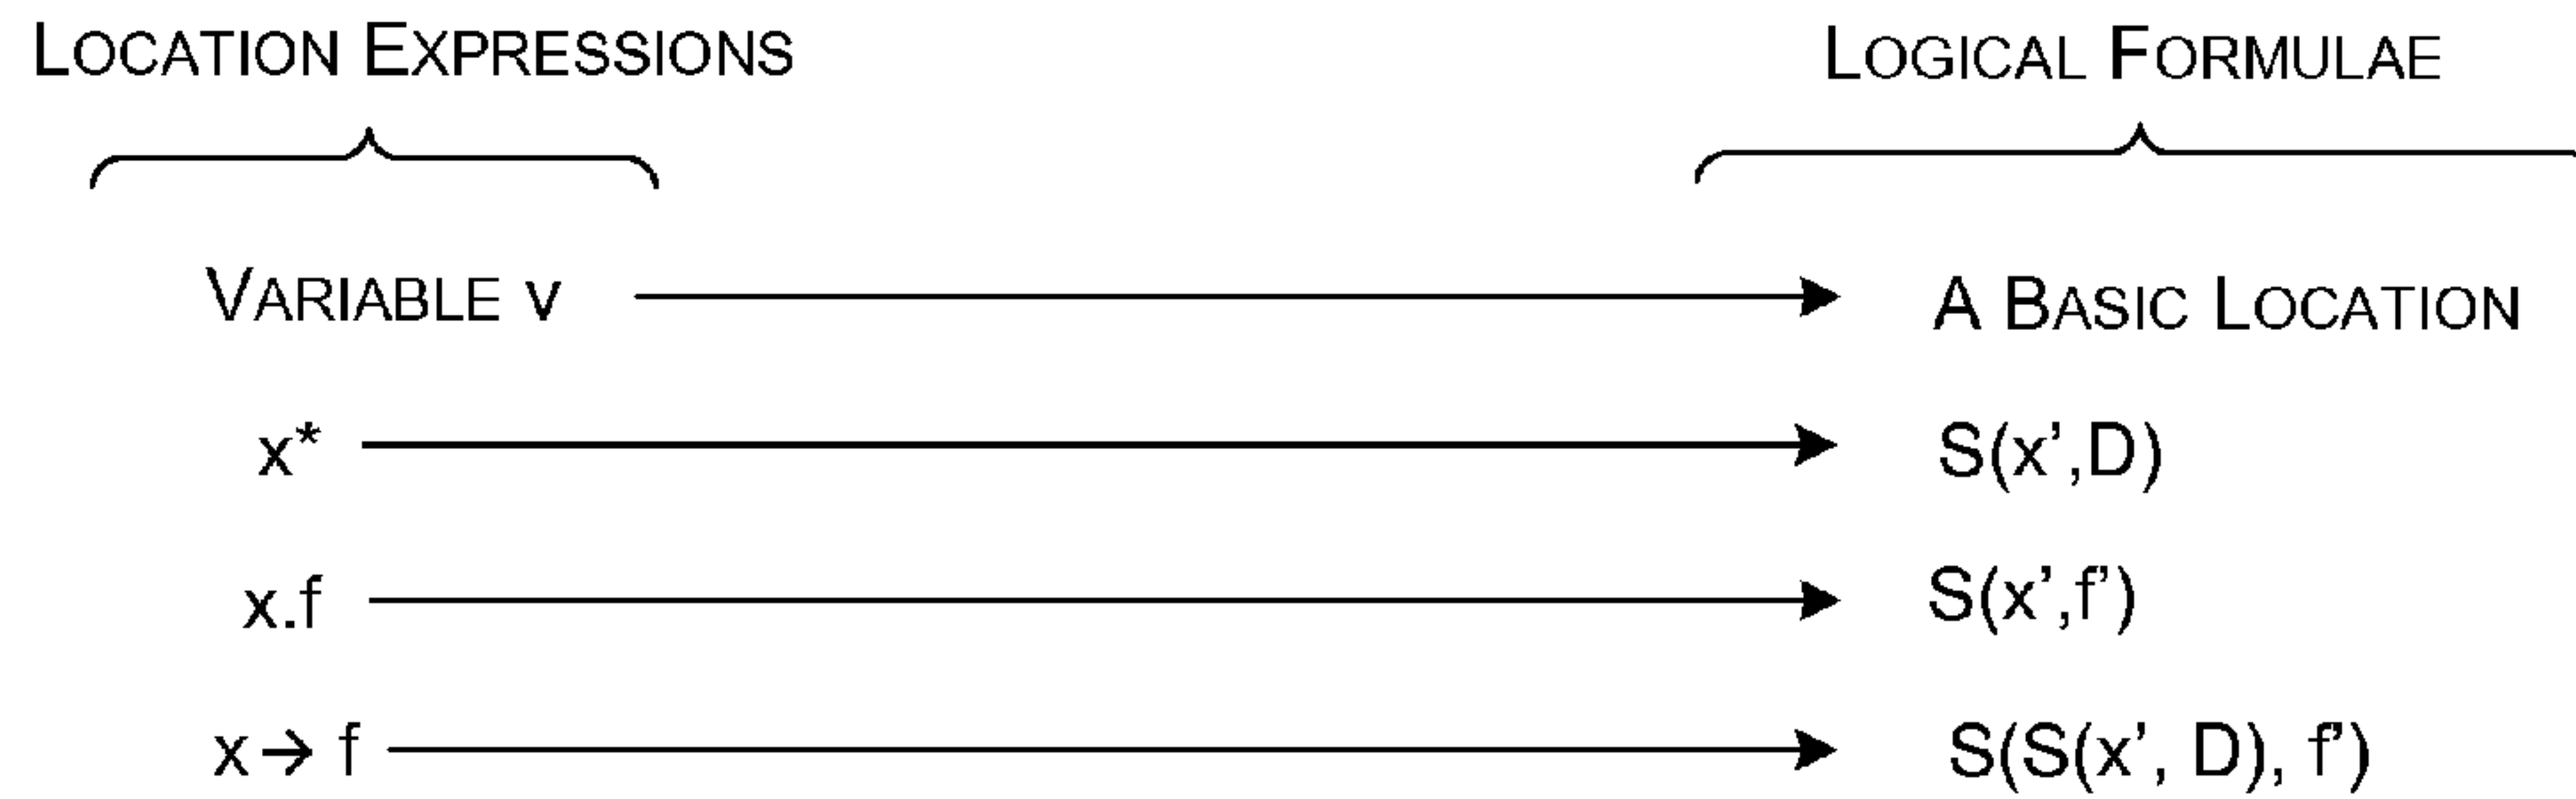 LOCATION EXPRESSIONS LOGICAL FORMULAE
VARIABLE v → A BASIC LOCATION
x* → S(x',D)
x.f → S(x',f')
x → f → S(S(x', D), f')